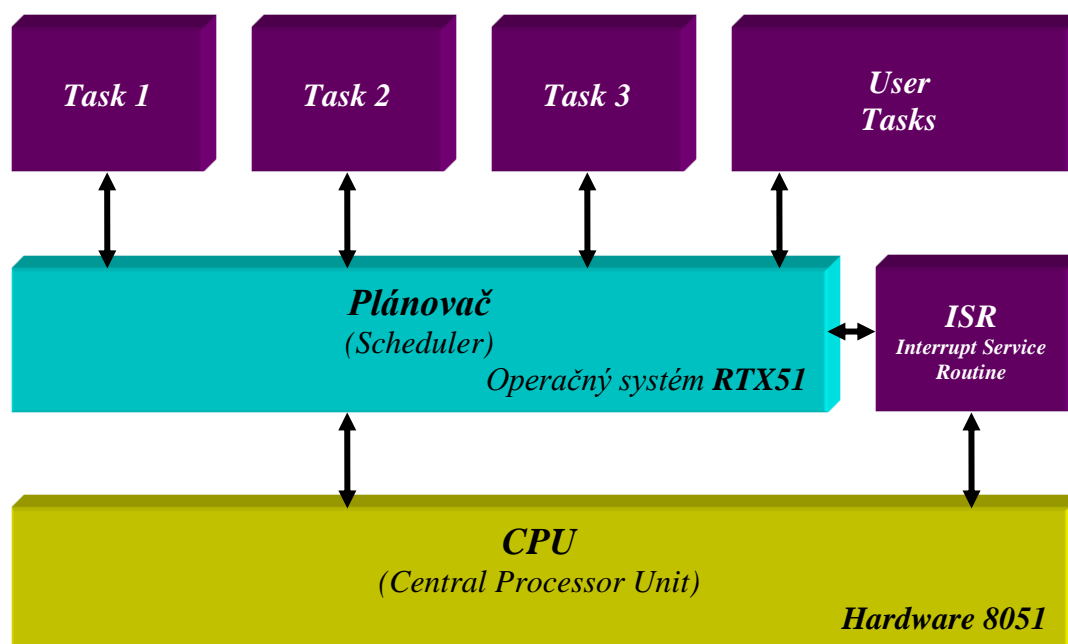 Task 1
Task 2
Task 3
User
Tasks
Plánovač
(Scheduler)
Operačný systém RTX51
ISR
Interrupt Service
Routine
CPU
(Central Processor Unit)
Hardware 8051